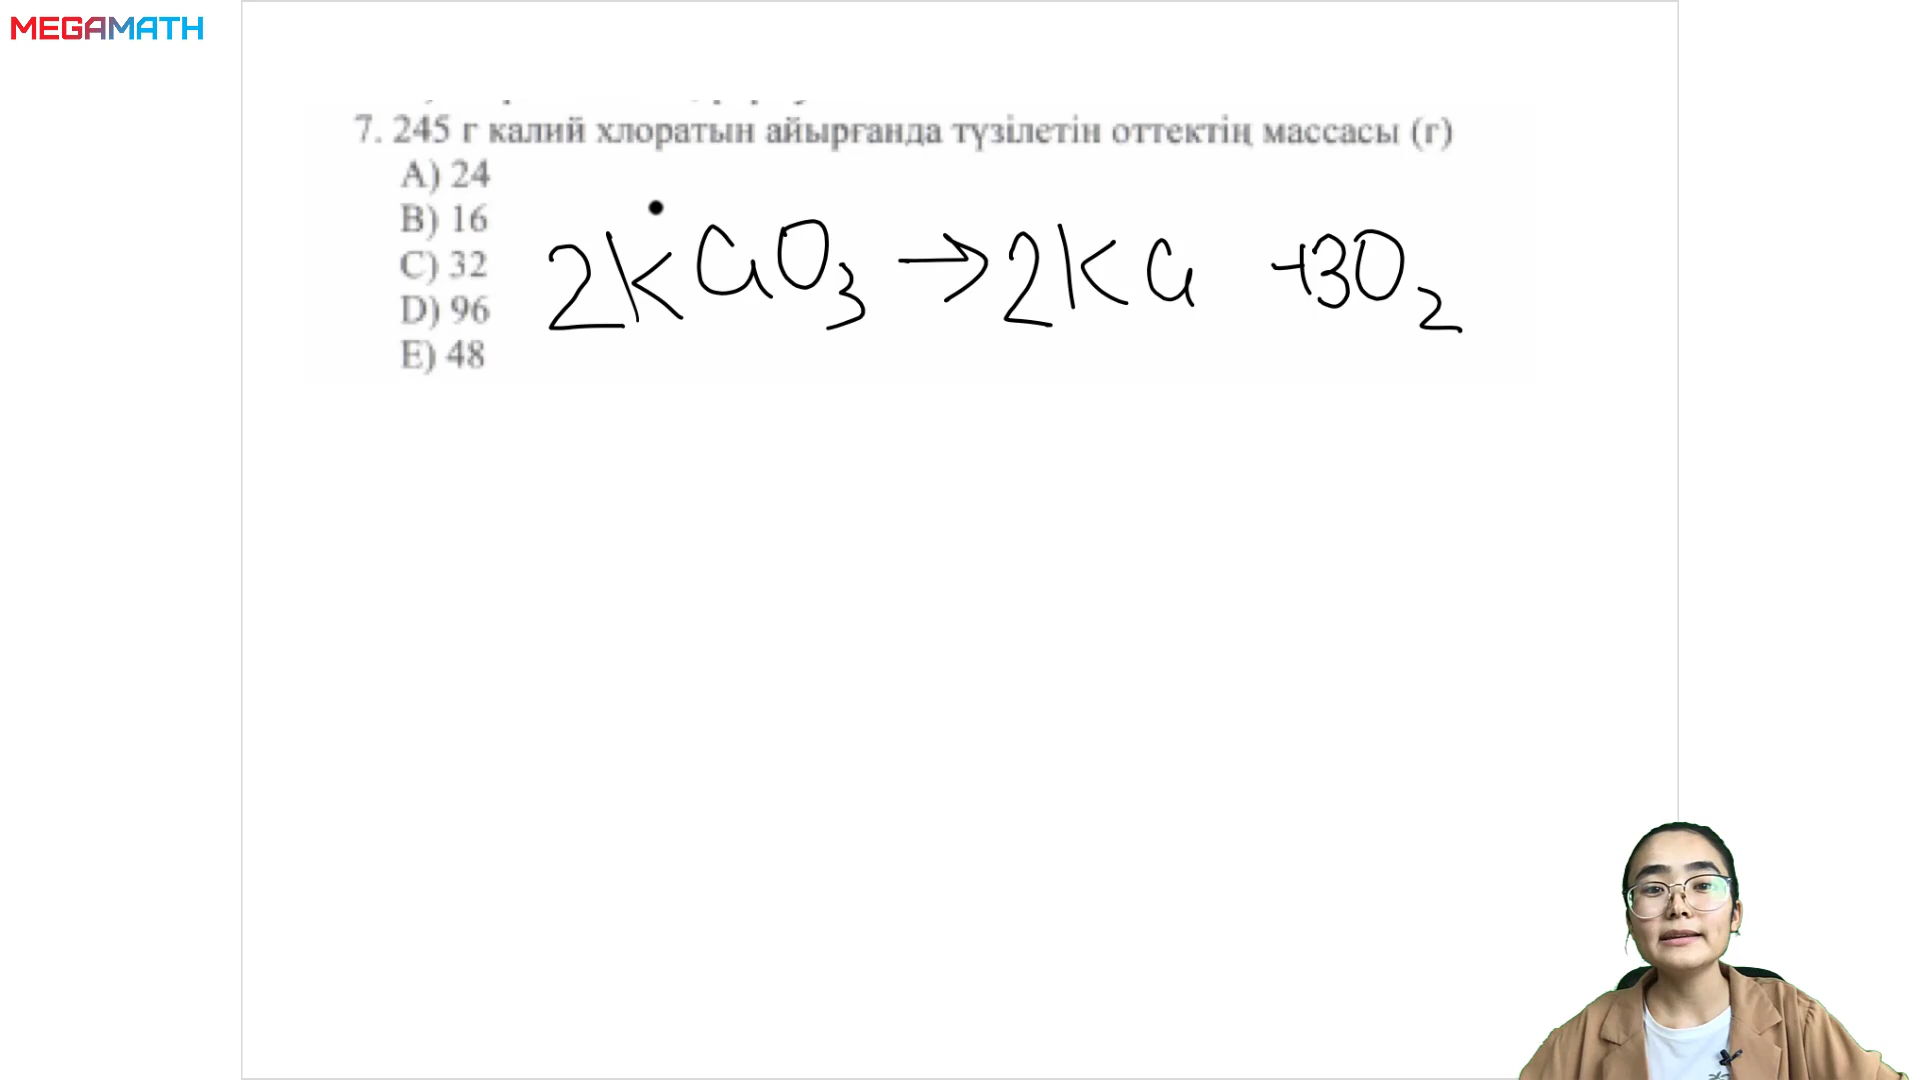 MEGAMATH
7. 245 г калий хлоратын айырғанда түзілетін оттектің массасы (г)
A) 24
B) 16
C) 32
D) 96
E) 48
2KClO₃ → 2KCl + 3O₂